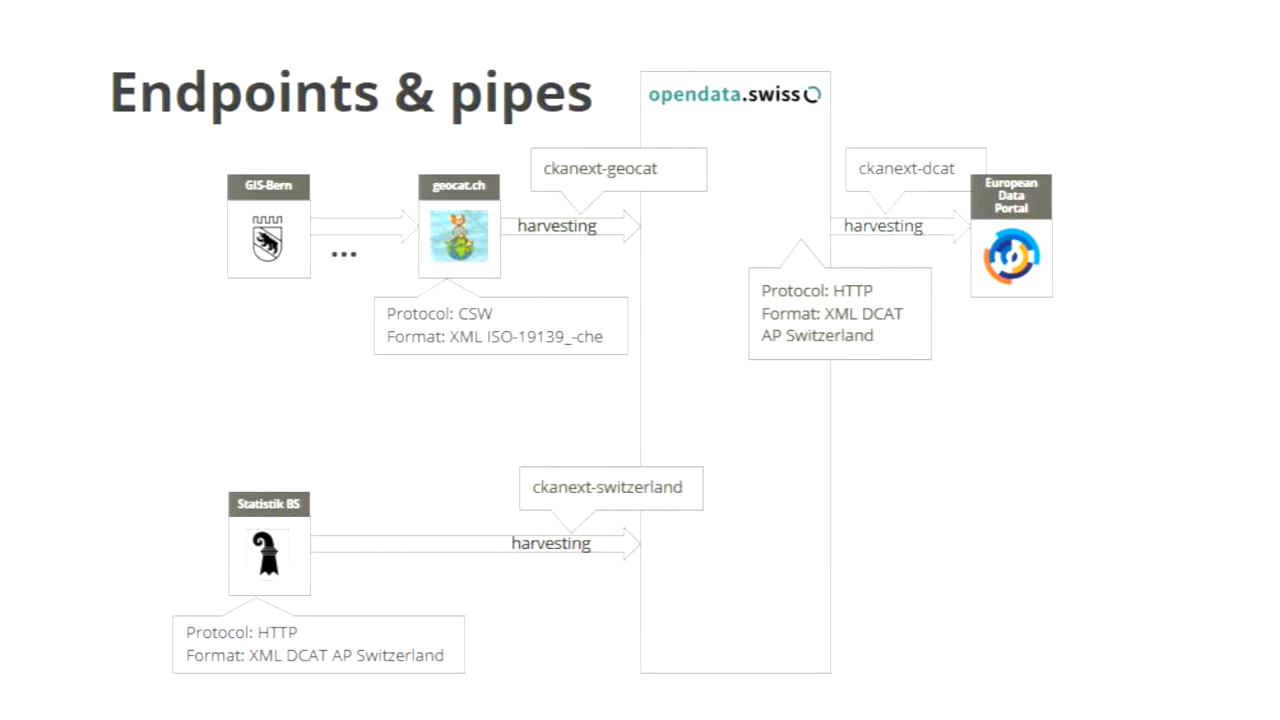 Endpoints & pipes
opendata.swiss
ckanext-geocat
ckanext-dcat
GIS-Bern
geocat.ch
European
Data
Portal
harvesting
harvesting
...
Protocol: CSW
Format: XML ISO-19139_-che
Protocol: HTTP
Format: XML DCAT
AP Switzerland
ckanext-switzerland
Statistik BS
harvesting
Protocol: HTTP
Format: XML DCAT AP Switzerland